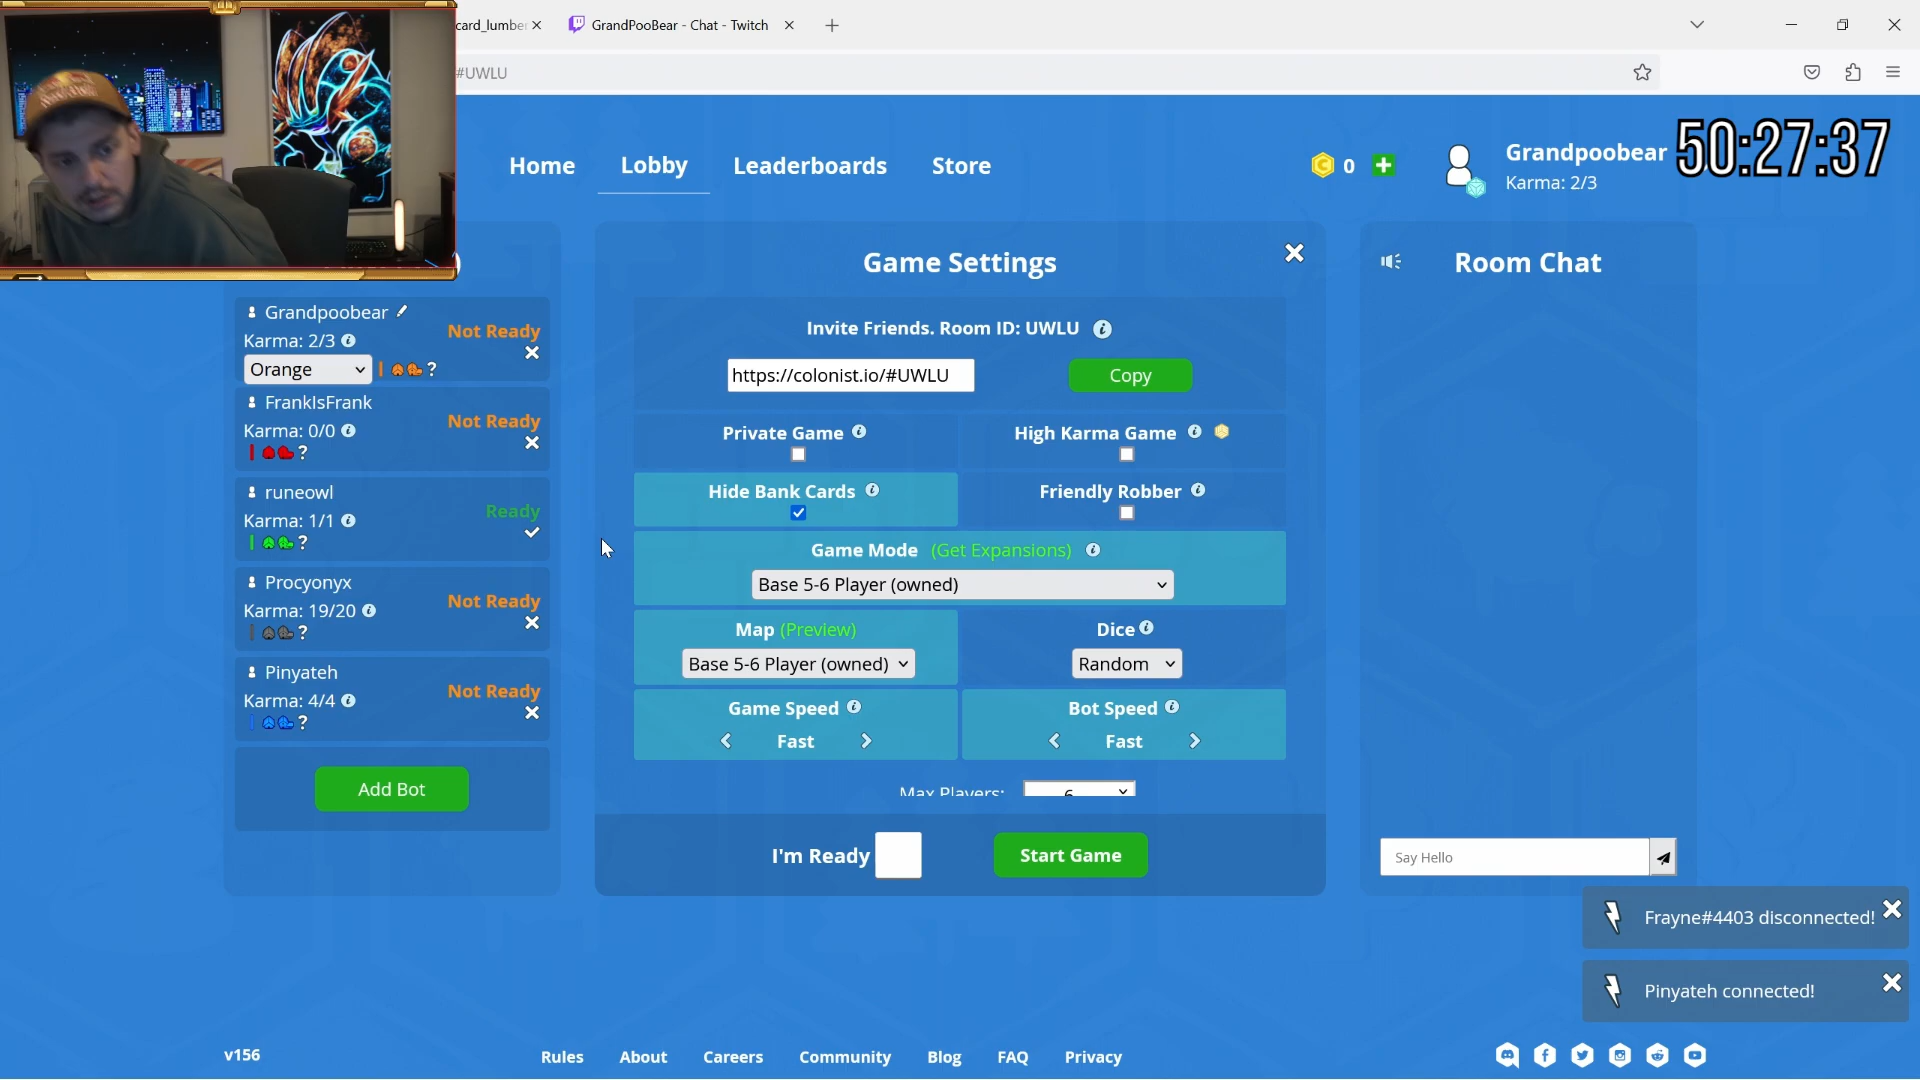 card_lumber
GrandPooBear - Chat - Twitch
#UWLU
Home
Lobby
Leaderboards
Store
0
Grandpoobear
Karma: 2/3
50:27:37
Grandpoobear
Not Ready
Karma: 2/3
Orange
?
FrankIsFrank
Not Ready
Karma: 0/0
?
runeowl
Ready
Karma: 1/1
?
Procyonyx
Not Ready
Karma: 19/20
?
Pinyateh
Not Ready
Karma: 4/4
?
Add Bot
Game Settings
Invite Friends. Room ID: UWLU
https://colonist.io/#UWLU
Copy
Private Game
High Karma Game
Hide Bank Cards
Friendly Robber
Game Mode (Get Expansions)
Base 5-6 Player (owned)
Map (Preview)
Dice
Base 5-6 Player (owned)
Random
Game Speed
Bot Speed
Fast
Fast
Max Players:
6
I'm Ready
Start Game
Room Chat
Say Hello
Frayne#4403 disconnected!
Pinyateh connected!
v156
Rules
About
Careers
Community
Blog
FAQ
Privacy